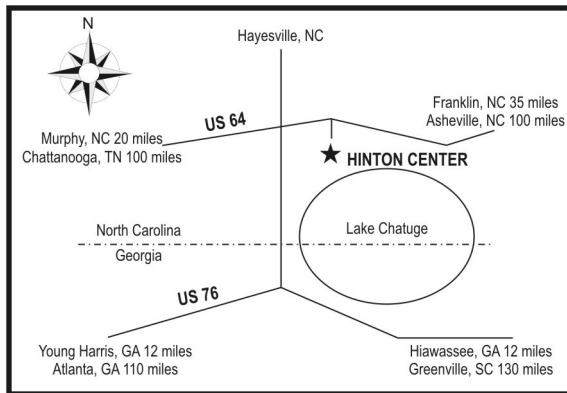 N
Hayesville, NC
US 64
Franklin, NC 35 miles
Asheville, NC 100 miles
Murphy, NC 20 miles
Chattanooga, TN 100 miles
HINTON CENTER
North Carolina
Lake Chatuge
Georgia
US 76
Young Harris, GA 12 miles
Atlanta, GA 110 miles
Hiawassee, GA 12 miles
Greenville, SC 130 miles